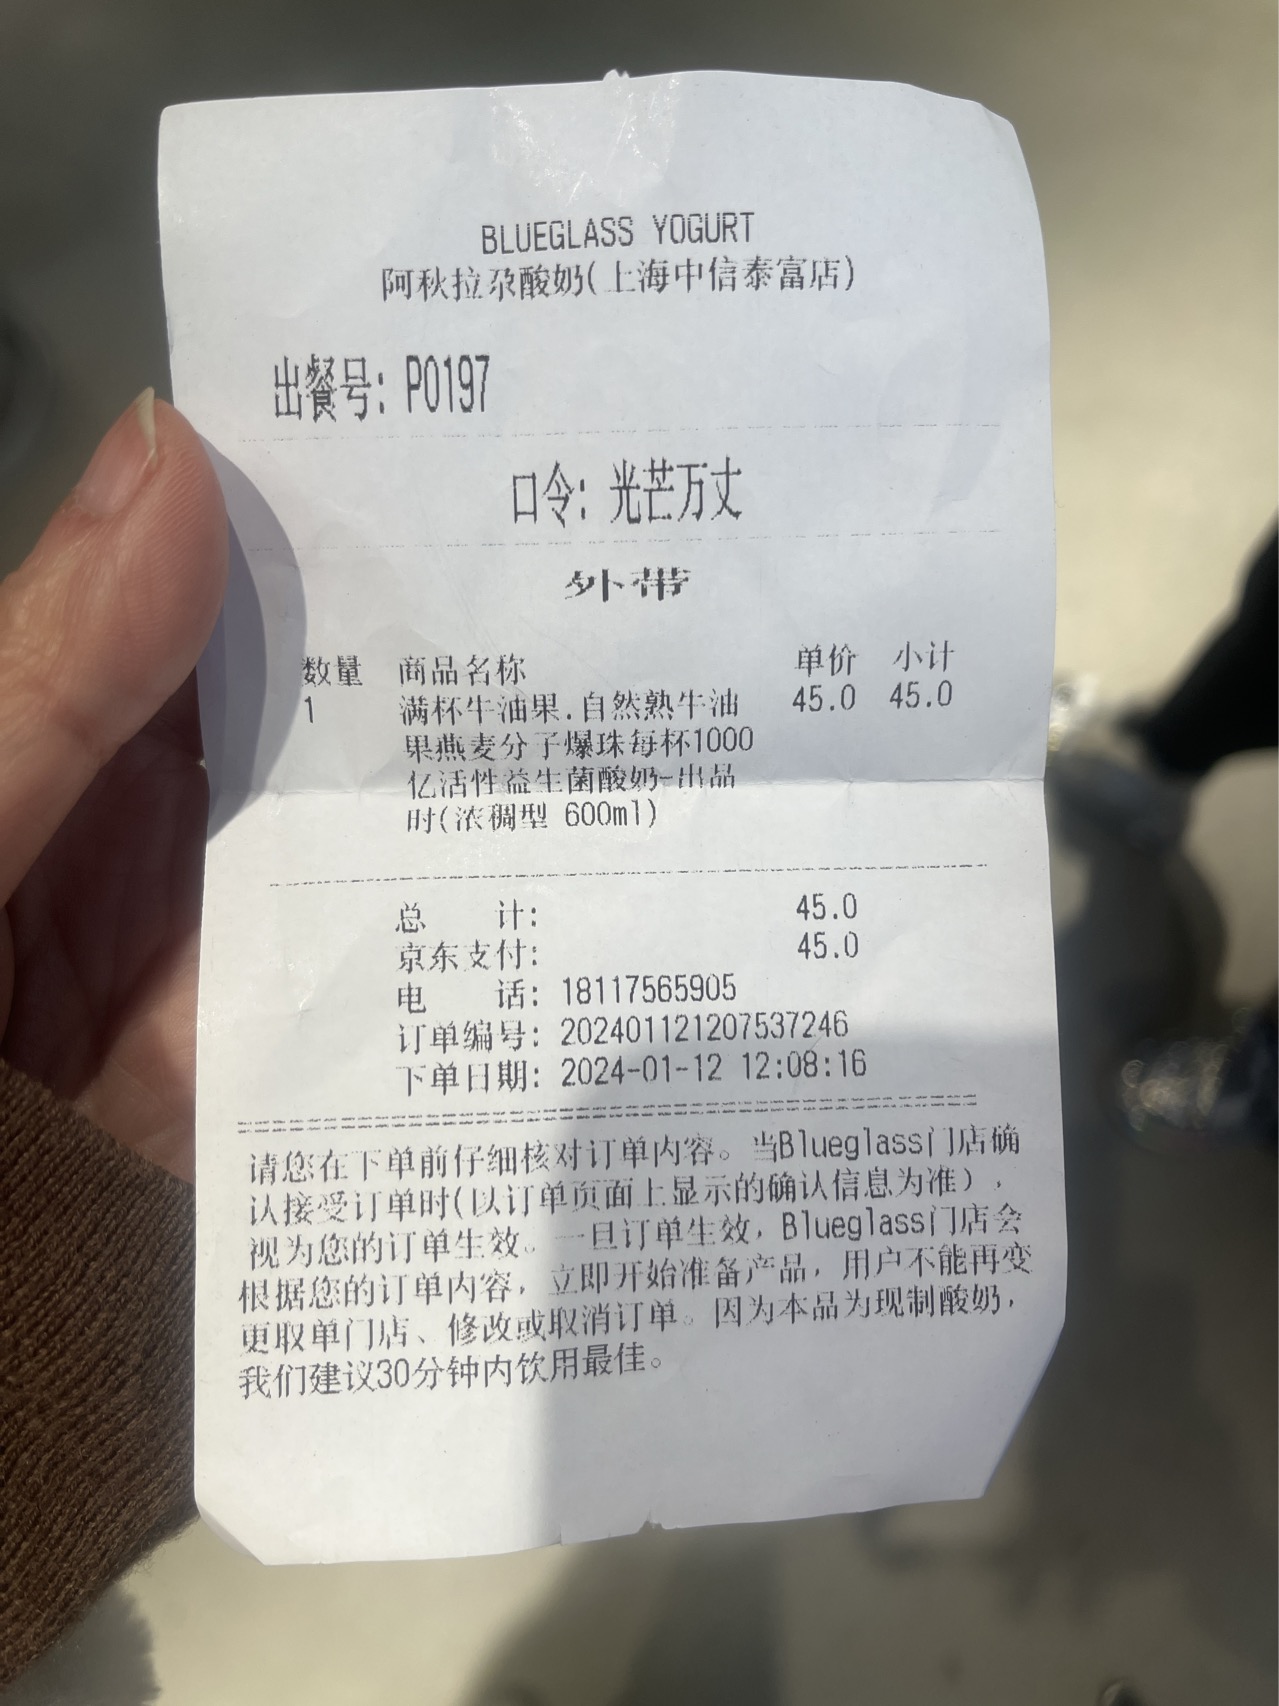 BLUEGLASS YOGURT
阿秋拉尕酸奶(上海中信泰富店)
出餐号: P0197
口令: 光芒万丈
外带
数量 商品名称 单价 小计
1 满杯牛油果.自然熟牛油 45.0 45.0
果燕麦分子爆珠每杯1000
亿活性益生菌酸奶-出品
时(浓稠型 600ml)
总 计: 45.0
京东支付: 45.0
电 话: 18117565905
订单编号: 202401121207537246
下单日期: 2024-01-12 12:08:16
请您在下单前仔细核对订单内容。当Blueglass门店确
认接受订单时(以订单页面上显示的确认信息为准),
视为您的订单生效。一旦订单生效, Blueglass门店会
根据您的订单内容, 立即开始准备产品, 用户不能再变
更取单门店、修改或取消订单。因为本品为现制酸奶,
我们建议30分钟内饮用最佳。